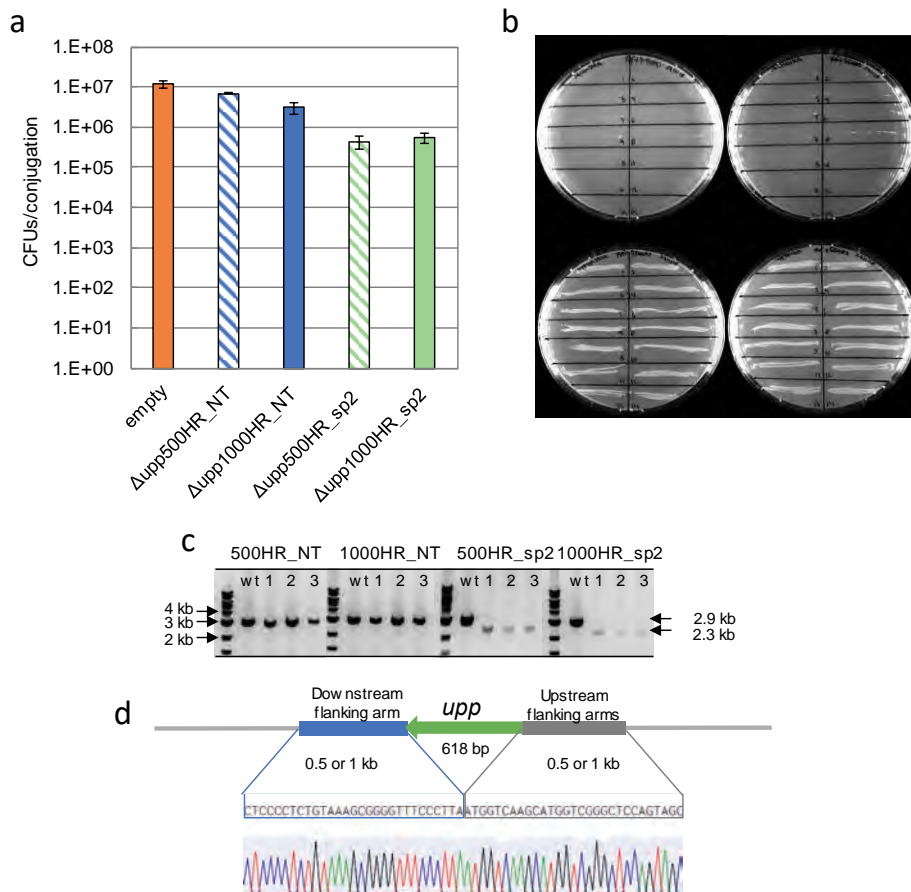 a
b
1.E+08
1.E+07
1.E+06
1.E+05
1.E+04
1.E+03
1.E+02
1.E+01
1.E+00
CFUs/conjugation
empty
Δupp500HR_NT
Δupp1000HR_NT
Δupp500HR_sp2
Δupp1000HR_sp2
c
500HR_NT 1000HR_NT 500HR_sp2 1000HR_sp2
wt 1 2 3 wt 1 2 3 wt 1 2 3 wt 1 2 3
4 kb
3 kb
2 kb
2.9 kb
2.3 kb
d
Downstream flanking arm
upp
Upstream flanking arms
618 bp
0.5 or 1 kb
0.5 or 1 kb
CTCCCCTCTGTAAAGCGGGGTTTCCCTTAATGGTCAAGCATGGTCGGGCTCCAGTAGC